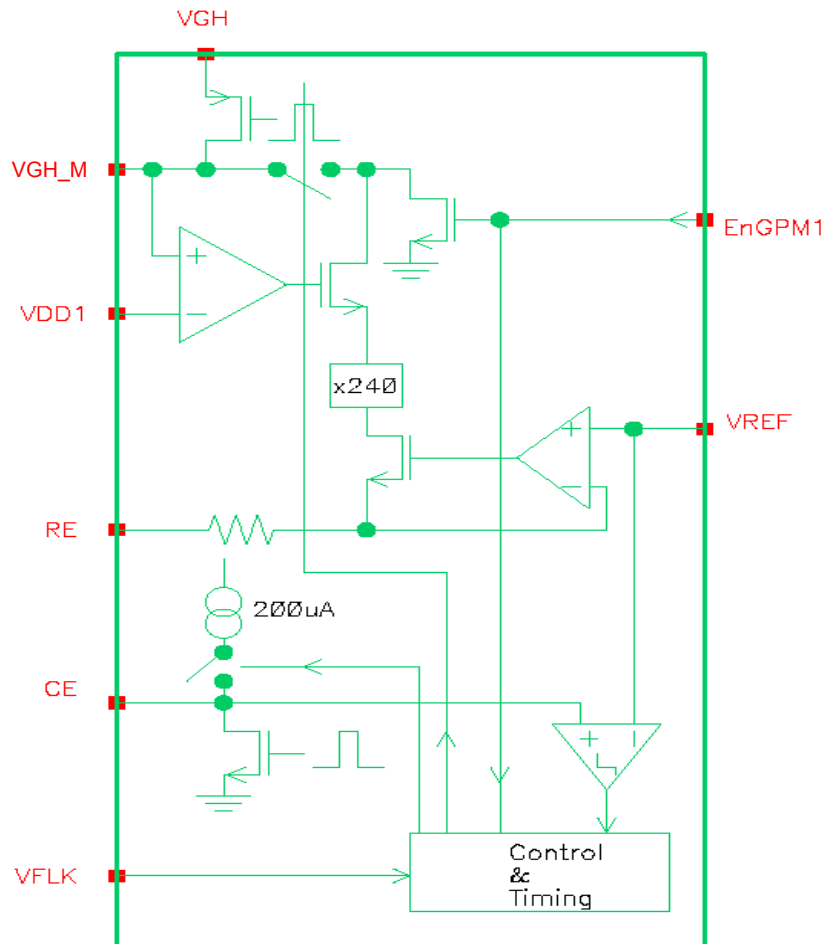 VGH
VGH_M
EnGPM1
VDD1
x240
VREF
RE
200uA
CE
Control
&
Timing
VFLK